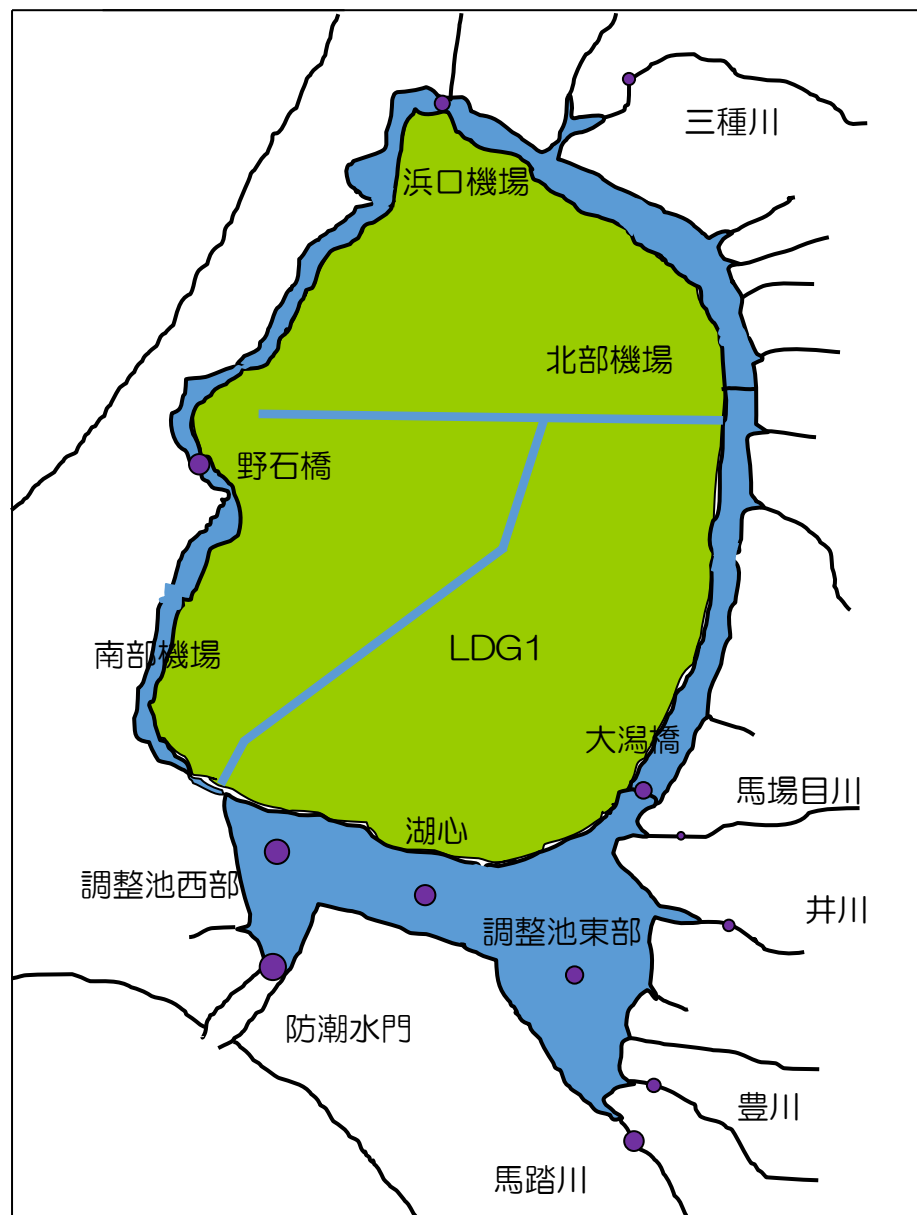 三種川
浜口機場
北部機場
野石橋
LDG1
南部機場
大潟橋
馬場目川
湖心
調整池西部
井川
調整池東部
防潮水門
豊川
馬踏川